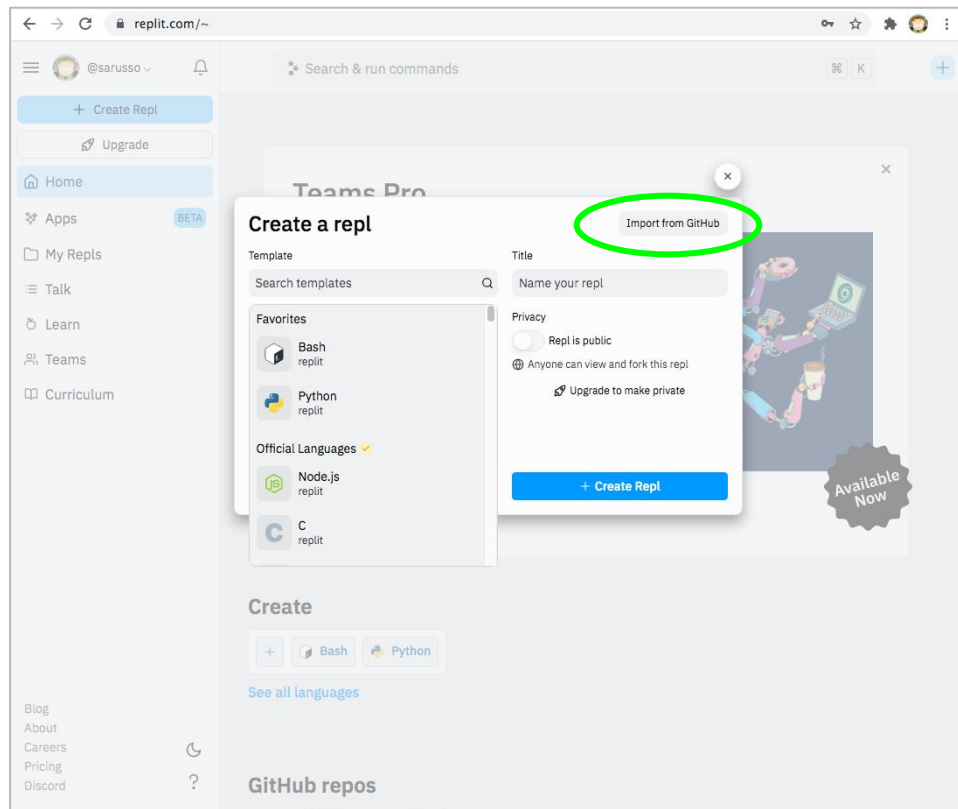 replit.com/~
@sarusso
Search & run commands
⌘ K
+
+ Create Repl
Upgrade
Home
Apps BETA
My Repls
Talk
Learn
Teams
Curriculum
Teams Pro
Create a repl
Import from GitHub
Template
Search templates
Favorites
Bash
replit
Python
replit
Official Languages
Node.js
replit
C
replit
Title
Name your repl
Privacy
Repl is public
Anyone can view and fork this repl
Upgrade to make private
+ Create Repl
Available
Now
Create
+ Bash Python
See all languages
GitHub repos
Blog
About
Careers
Pricing
Discord
?